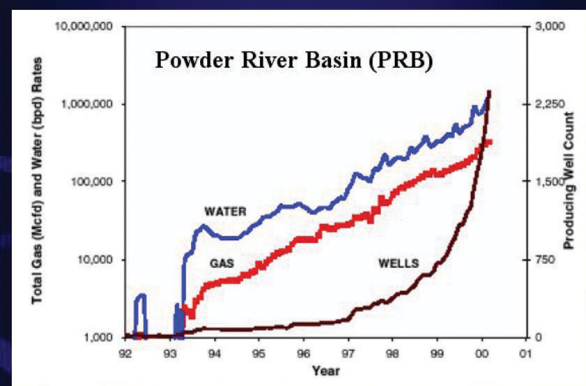 Powder River Basin (PRB)
Total Gas (Mcfd) and Water (bpd) Rates
10,000,000
1,000,000
100,000
10,000
1,000
3,000
2,250
1,500
750
0
Producing Well Count
WATER
GAS
WELLS
92 93 94 95 96 97 98 99 00 01
Year